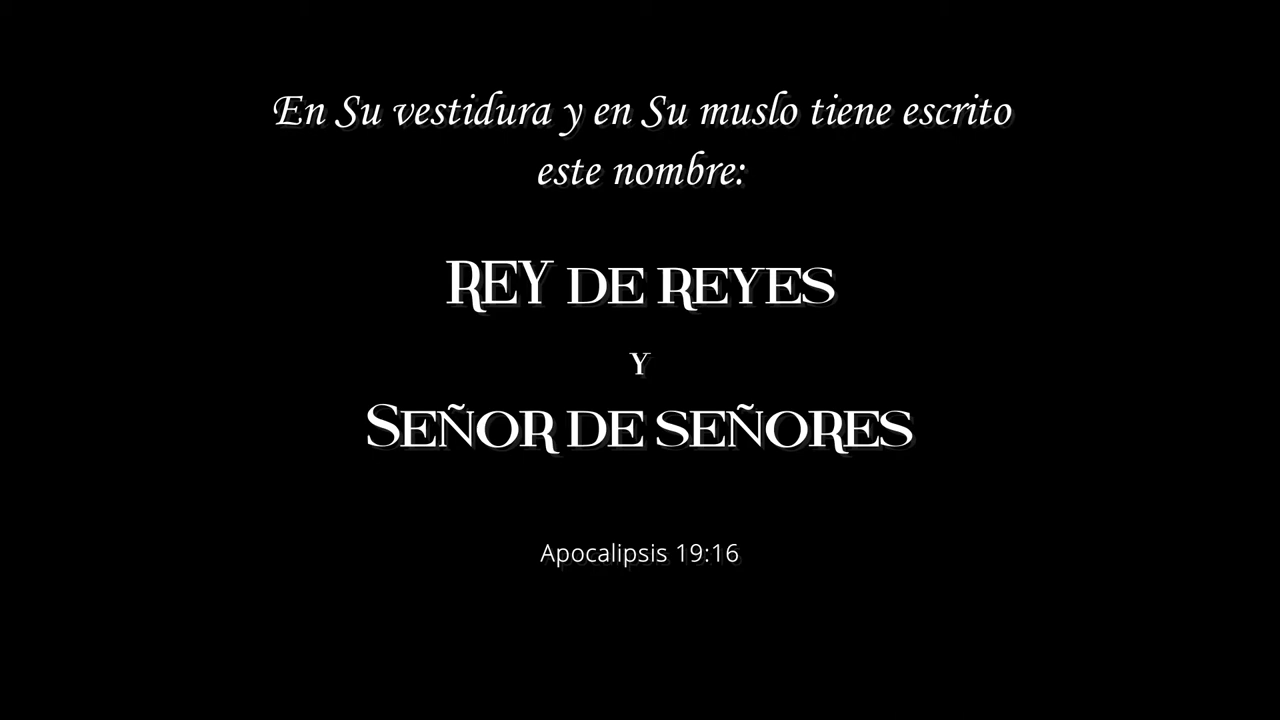 En Su vestidura y en Su muslo tiene escrito
este nombre:
REY DE REYES
Y
SEÑOR DE SEÑORES
Apocalipsis 19:16